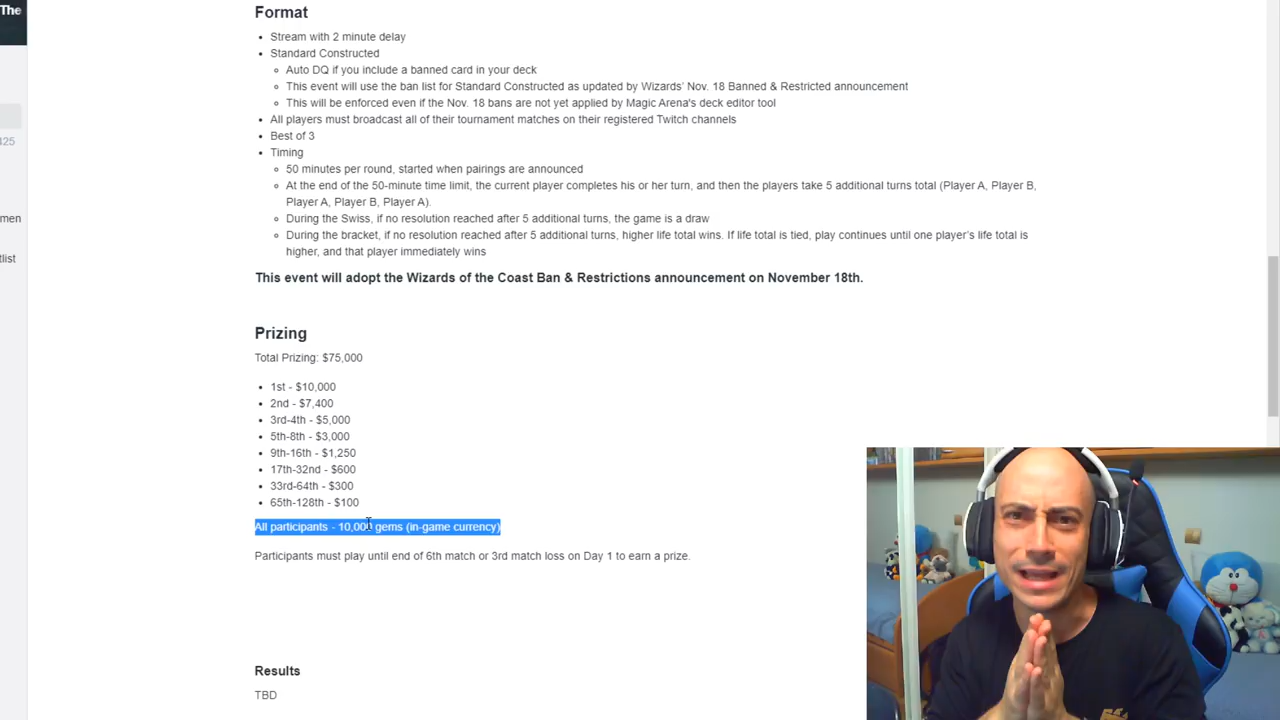 The
Format
Stream with 2 minute delay
Standard Constructed
Auto DQ if you include a banned card in your deck
This event will use the ban list for Standard Constructed as updated by Wizards' Nov. 18 Banned & Restricted announcement
This will be enforced even if the Nov. 18 bans are not yet applied by Magic Arena's deck editor tool
All players must broadcast all of their tournament matches on their registered Twitch channels
Best of 3
425
Timing
50 minutes per round, started when pairings are announced
At the end of the 50-minute time limit, the current player completes his or her turn, and then the players take 5 additional turns total (Player A, Player B,
Player A, Player B, Player A).
men
During the Swiss, if no resolution reached after 5 additional turns, the game is a draw
During the bracket, if no resolution reached after 5 additional turns, higher life total wins. If life total is tied, play continues until one player's life total is
higher, and that player immediately wins
tlist
This event will adopt the Wizards of the Coast Ban & Restrictions announcement on November 18th.
Prizing
Total Prizing: $75,000
1st - $10,000
2nd - $7,400
3rd-4th - $5,000
5th-8th - $3,000
9th-16th - $1,250
17th-32nd - $600
33rd-64th - $300
65th-128th - $100
All participants - 10,000 gems (in-game currency)
Participants must play until end of 6th match or 3rd match loss on Day 1 to earn a prize.
Results
TBD